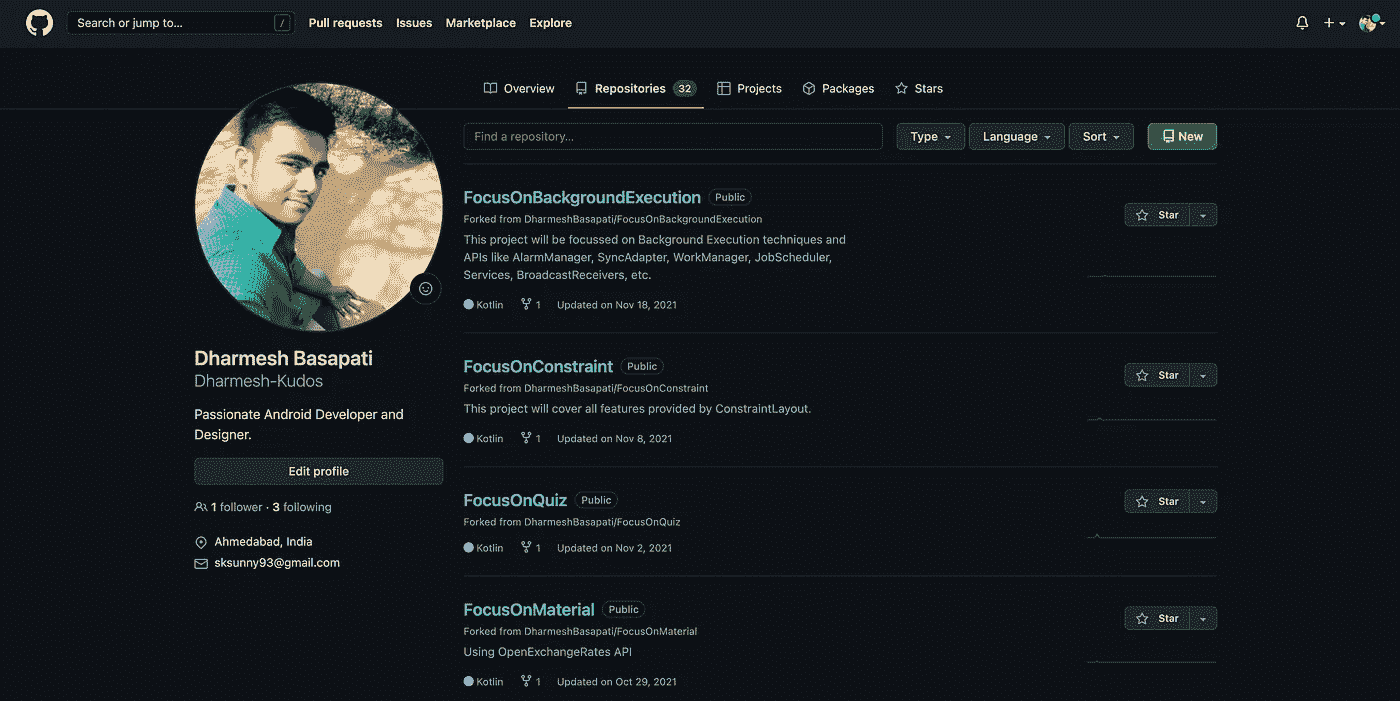 Search or jump to...
/
Pull requests
Issues
Marketplace
Explore
Overview
Repositories 32
Projects
Packages
Stars
Find a repository...
Type
Language
Sort
New
Dharmesh Basapati
Dharmesh-Kudos
Passionate Android Developer and
Designer.
Edit profile
1 follower · 3 following
Ahmedabad, India
sksunny93@gmail.com
FocusOnBackgroundExecution Public
Forked from DharmeshBasapati/FocusOnBackgroundExecution
This project will be focussed on Background Execution techniques and
APIs like AlarmManager, SyncAdapter, WorkManager, JobScheduler,
Services, BroadcastReceivers, etc.
Kotlin 1 Updated on Nov 18, 2021
Star
FocusOnConstraint Public
Forked from DharmeshBasapati/FocusOnConstraint
This project will cover all features provided by ConstraintLayout.
Kotlin 1 Updated on Nov 8, 2021
Star
FocusOnQuiz Public
Forked from DharmeshBasapati/FocusOnQuiz
Kotlin 1 Updated on Nov 2, 2021
Star
FocusOnMaterial Public
Forked from DharmeshBasapati/FocusOnMaterial
Using OpenExchangeRates API
Kotlin 1 Updated on Oct 29, 2021
Star